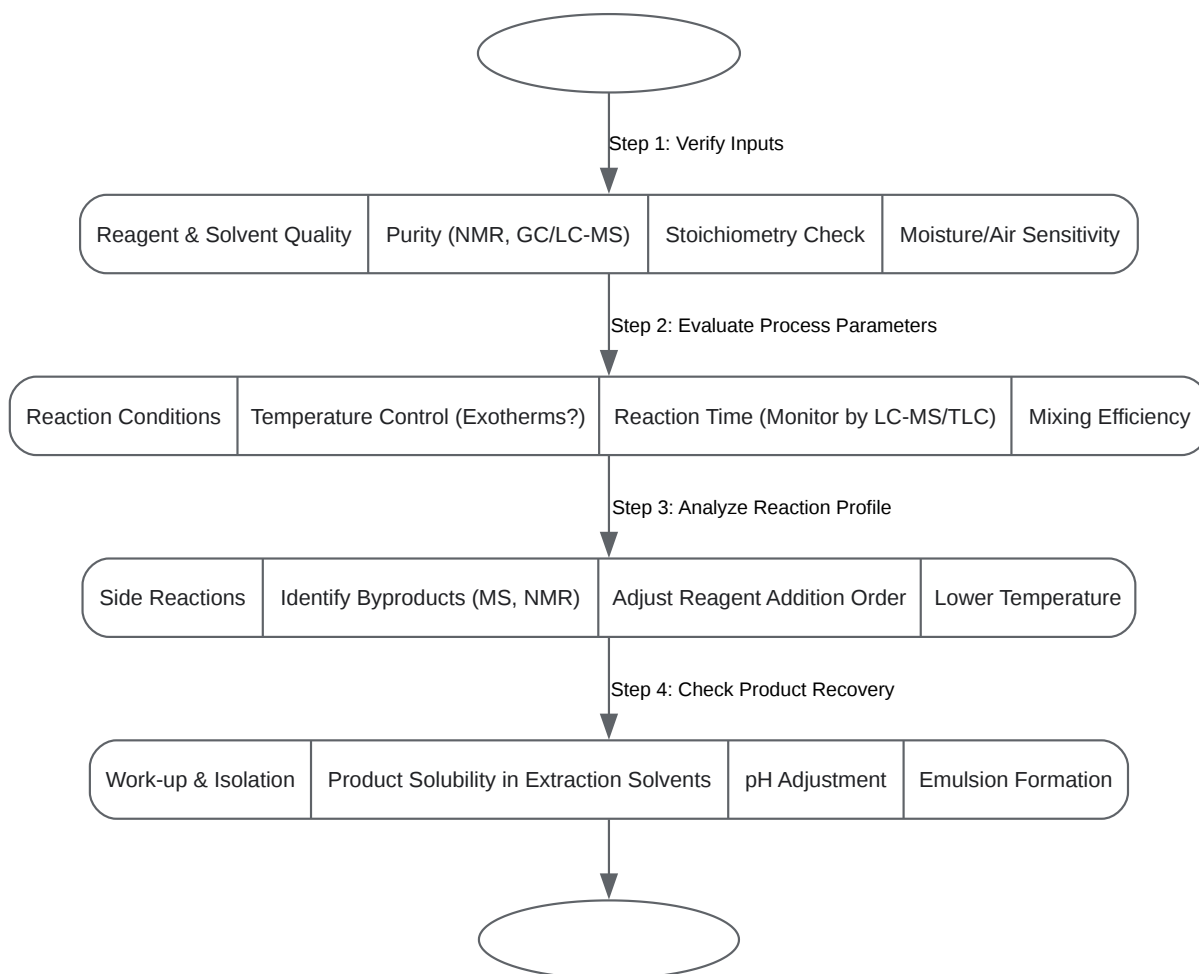 Step 1: Verify Inputs
Reagent & Solvent Quality Purity (NMR, GC/LC-MS) Stoichiometry Check Moisture/Air Sensitivity
Step 2: Evaluate Process Parameters
Reaction Conditions Temperature Control (Exotherms?) Reaction Time (Monitor by LC-MS/TLC) Mixing Efficiency
Step 3: Analyze Reaction Profile
Side Reactions Identify Byproducts (MS, NMR) Adjust Reagent Addition Order Lower Temperature
Step 4: Check Product Recovery
Work-up & Isolation Product Solubility in Extraction Solvents pH Adjustment Emulsion Formation